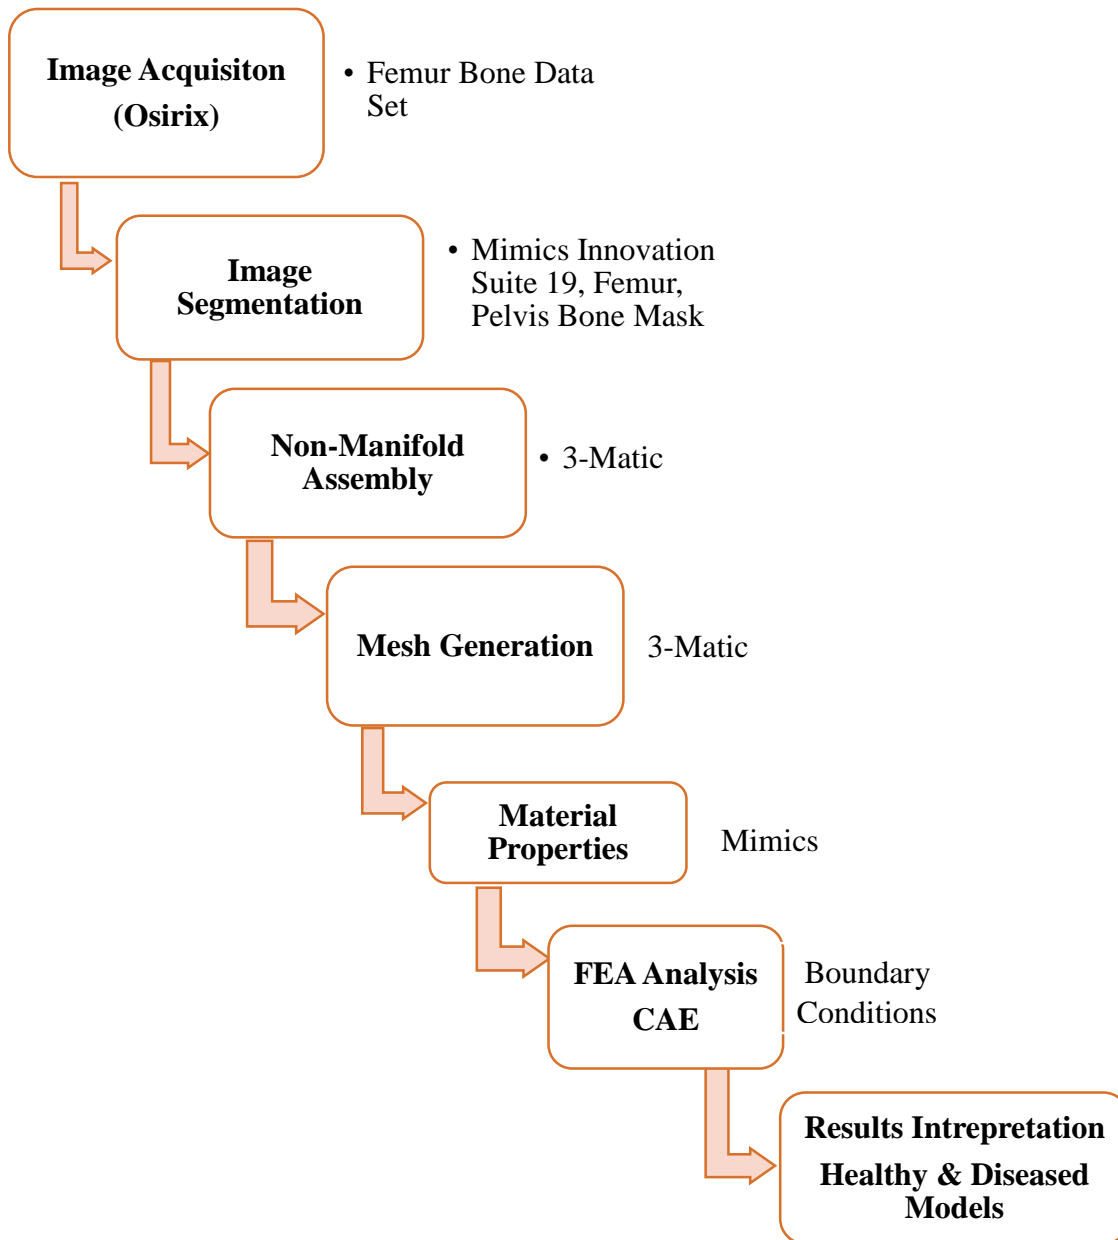 Image Acquisiton
(Osirix)
• Femur Bone Data
Set
Image
Segmentation
• Mimics Innovation
Suite 19, Femur,
Pelvis Bone Mask
Non-Manifold
Assembly
• 3-Matic
Mesh Generation
3-Matic
Material
Properties
Mimics
FEA Analysis
CAE
Boundary
Conditions
Results Intrepretation
Healthy & Diseased
Models